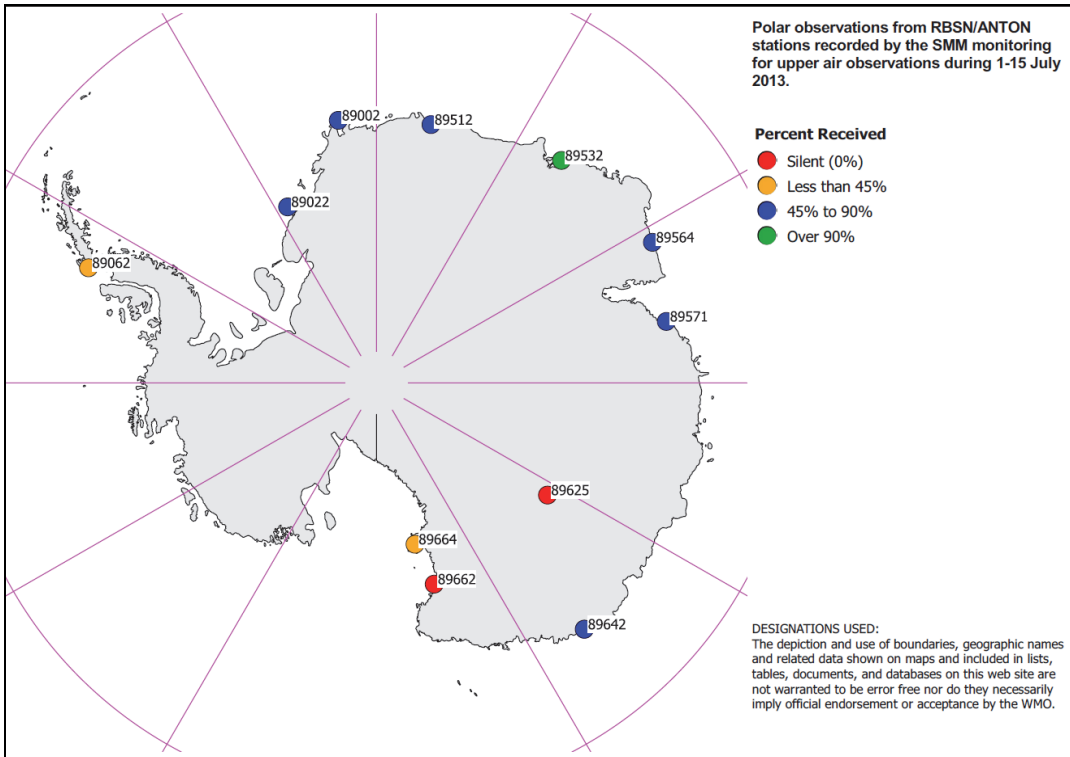 Polar observations from RBSN/ANTON
stations recorded by the SMM monitoring
for upper air observations during 1-15 July
2013.
Percent Received
Silent (0%)
Less than 45%
45% to 90%
Over 90%
89002
89512
89532
89022
89564
89062
89571
89625
89664
89662
89642
DESIGNATIONS USED:
The depiction and use of boundaries, geographic names
and related data shown on maps and included in lists,
tables, documents, and databases on this web site are
not warranted to be error free nor do they necessarily
imply official endorsement or acceptance by the WMO.